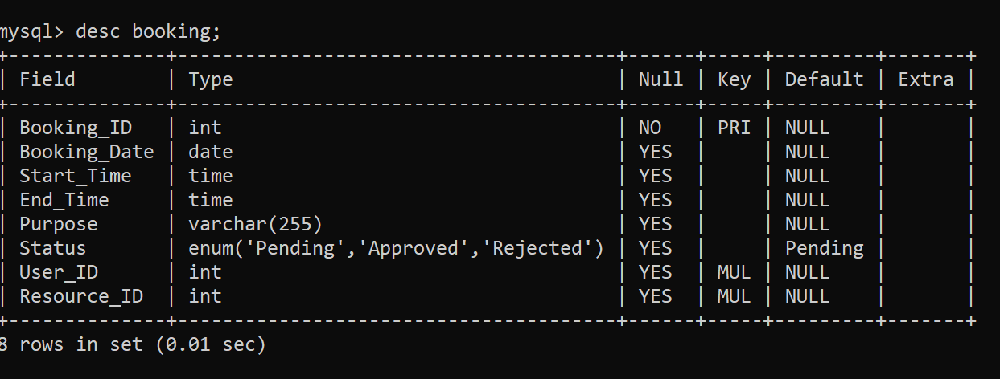 mysql> desc booking;
+--------------+---------------------------------------+------+-----+---------+-------+
| Field        | Type                                  | Null | Key | Default | Extra |
+--------------+---------------------------------------+------+-----+---------+-------+
| Booking_ID   | int                                   | NO   | PRI | NULL    |       |
| Booking_Date | date                                  | YES  |     | NULL    |       |
| Start_Time   | time                                  | YES  |     | NULL    |       |
| End_Time     | time                                  | YES  |     | NULL    |       |
| Purpose      | varchar(255)                          | YES  |     | NULL    |       |
| Status       | enum('Pending','Approved','Rejected') | YES  |     | Pending |       |
| User_ID      | int                                   | YES  | MUL | NULL    |       |
| Resource_ID  | int                                   | YES  | MUL | NULL    |       |
+--------------+---------------------------------------+------+-----+---------+-------+
8 rows in set (0.01 sec)